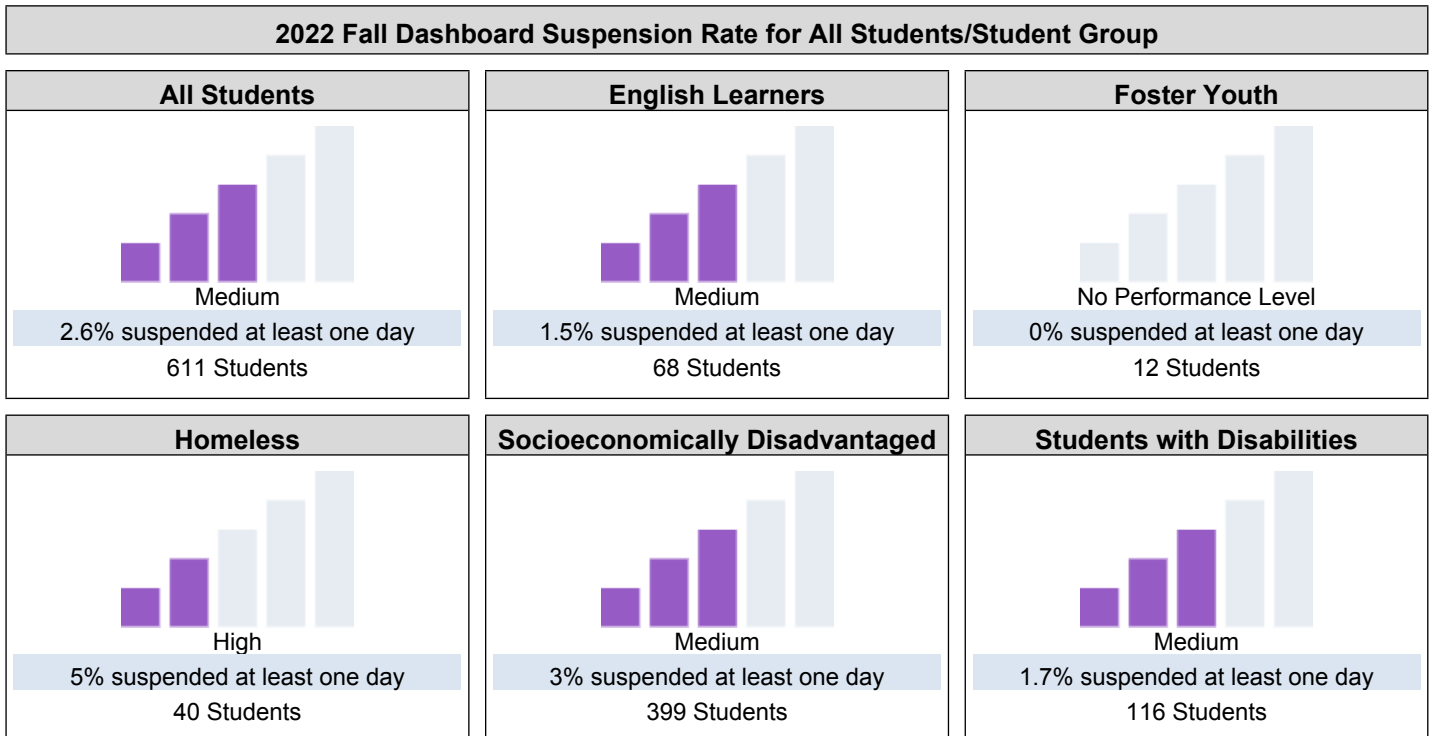 2022 Fall Dashboard Suspension Rate for All Students/Student Group
All Students
Medium
2.6% suspended at least one day
611 Students
English Learners
Medium
1.5% suspended at least one day
68 Students
Foster Youth
No Performance Level
0% suspended at least one day
12 Students
Homeless
High
5% suspended at least one day
40 Students
Socioeconomically Disadvantaged
Medium
3% suspended at least one day
399 Students
Students with Disabilities
Medium
1.7% suspended at least one day
116 Students